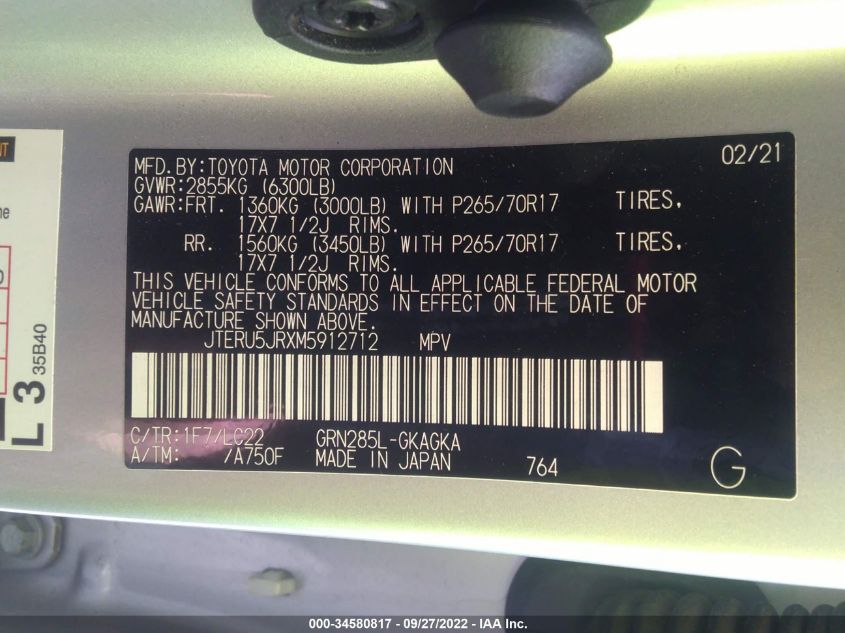 NT
ne
L 3 35B40
MFD.BY:TOYOTA MOTOR CORPORATION 02/21
GVWR:2855KG (6300LB)
GAWR:FRT. 1360KG (3000LB) WITH P265/70R17 TIRES,
17X7 1/2J RIMS.
RR. 1560KG (3450LB) WITH P265/70R17 TIRES,
17X7 1/2J RIMS.
THIS VEHICLE CONFORMS TO ALL APPLICABLE FEDERAL MOTOR
VEHICLE SAFETY STANDARDS IN EFFECT ON THE DATE OF
MANUFACTURE SHOWN ABOVE.
JTERU5JRXM5912712 MPV
C/TR:1F7/LC22 GRN285L-GKAGKA
A/TM: /A750F MADE IN JAPAN 764 G
000-34580817 - 09/27/2022 - IAA Inc.